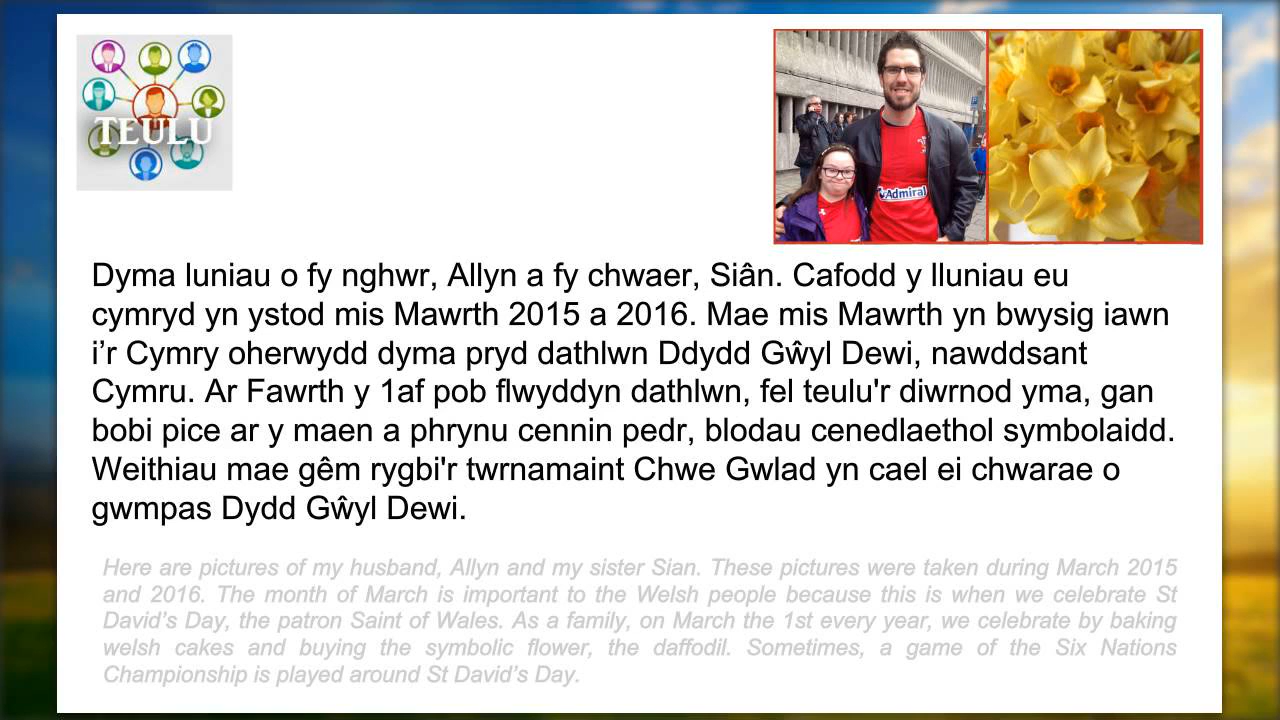 TEULU
Admiral
Dyma luniau o fy nghwr, Allyn a fy chwaer, Siân. Cafodd y lluniau eu
cymryd yn ystod mis Mawrth 2015 a 2016. Mae mis Mawrth yn bwysig iawn
i’r Cymry oherwydd dyma pryd dathlwn Ddydd Gŵyl Dewi, nawddsant
Cymru. Ar Fawrth y 1af pob flwyddyn dathlwn, fel teulu'r diwrnod yma, gan
bobi pice ar y maen a phrynu cennin pedr, blodau cenedlaethol symbolaidd.
Weithiau mae gêm rygbi'r twrnamaint Chwe Gwlad yn cael ei chwarae o
gwmpas Dydd Gŵyl Dewi.
Here are pictures of my husband, Allyn and my sister Sian. These pictures were taken during March 2015
and 2016. The month of March is important to the Welsh people because this is when we celebrate St
David’s Day, the patron Saint of Wales. As a family, on March the 1st every year, we celebrate by baking
welsh cakes and buying the symbolic flower, the daffodil. Sometimes, a game of the Six Nations
Championship is played around St David’s Day.